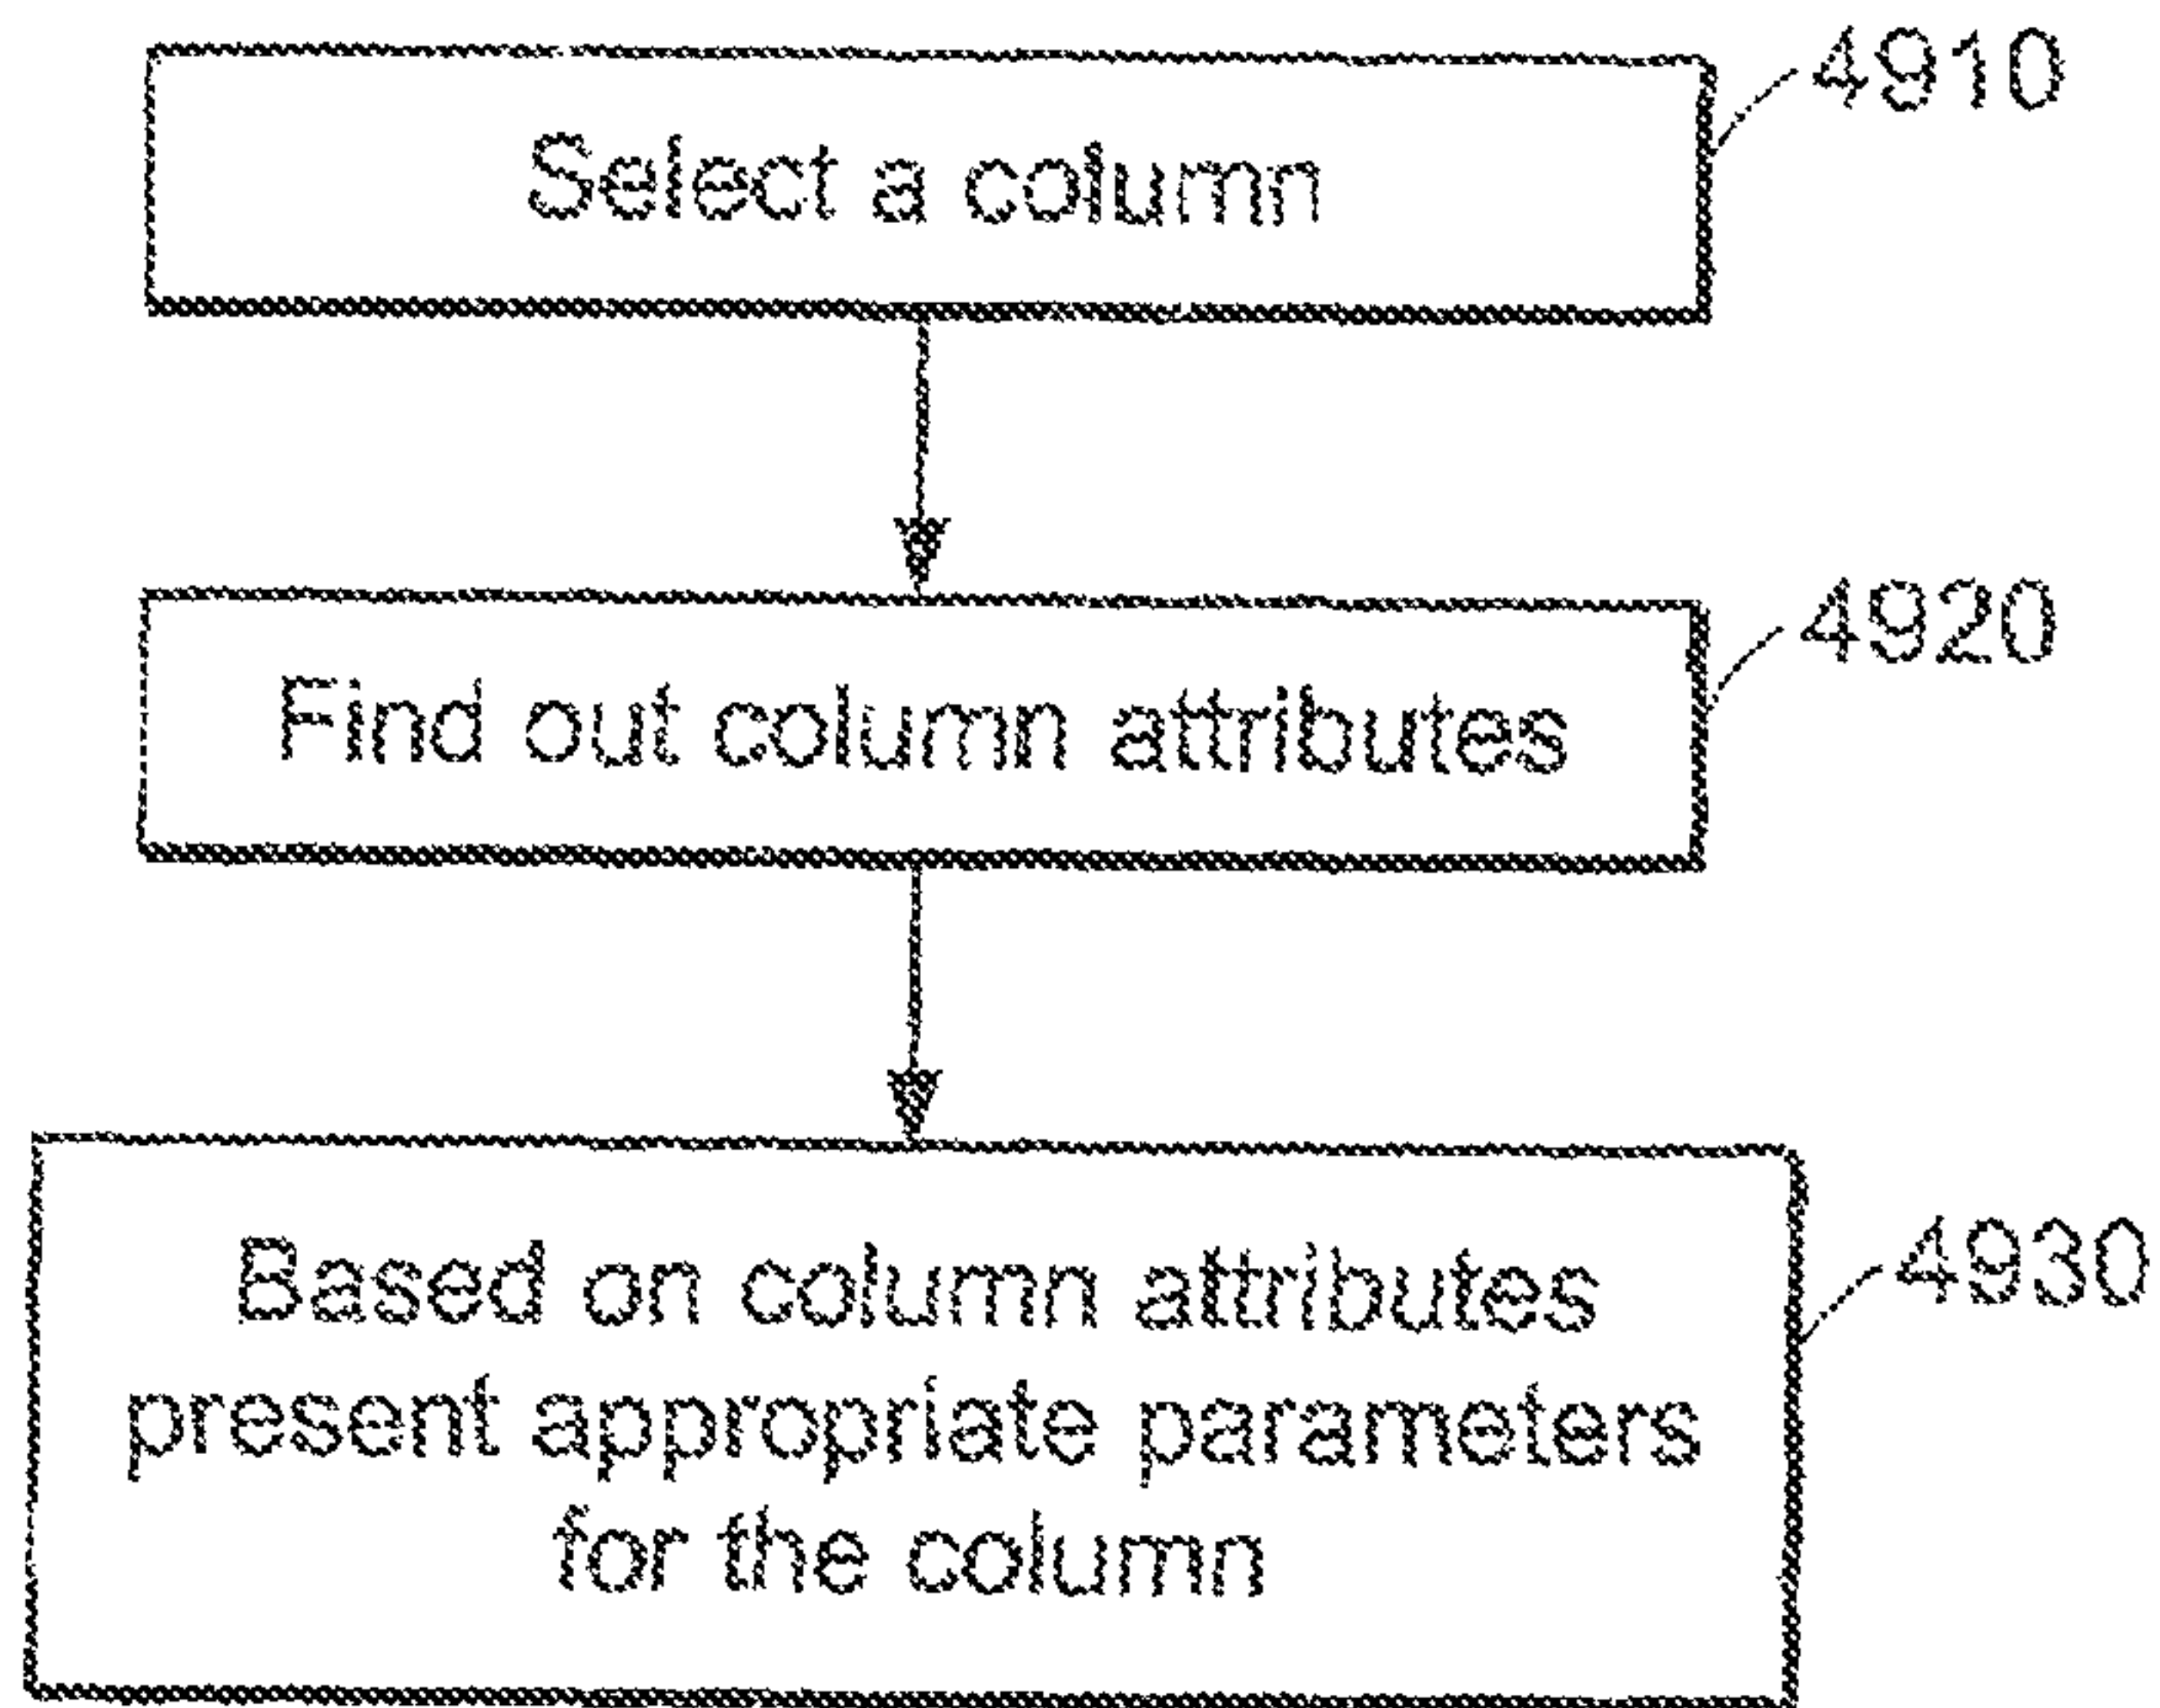 4910
Select a column
4920
Find out column attributes
4930
Based on column attributes
present appropriate parameters
for the column